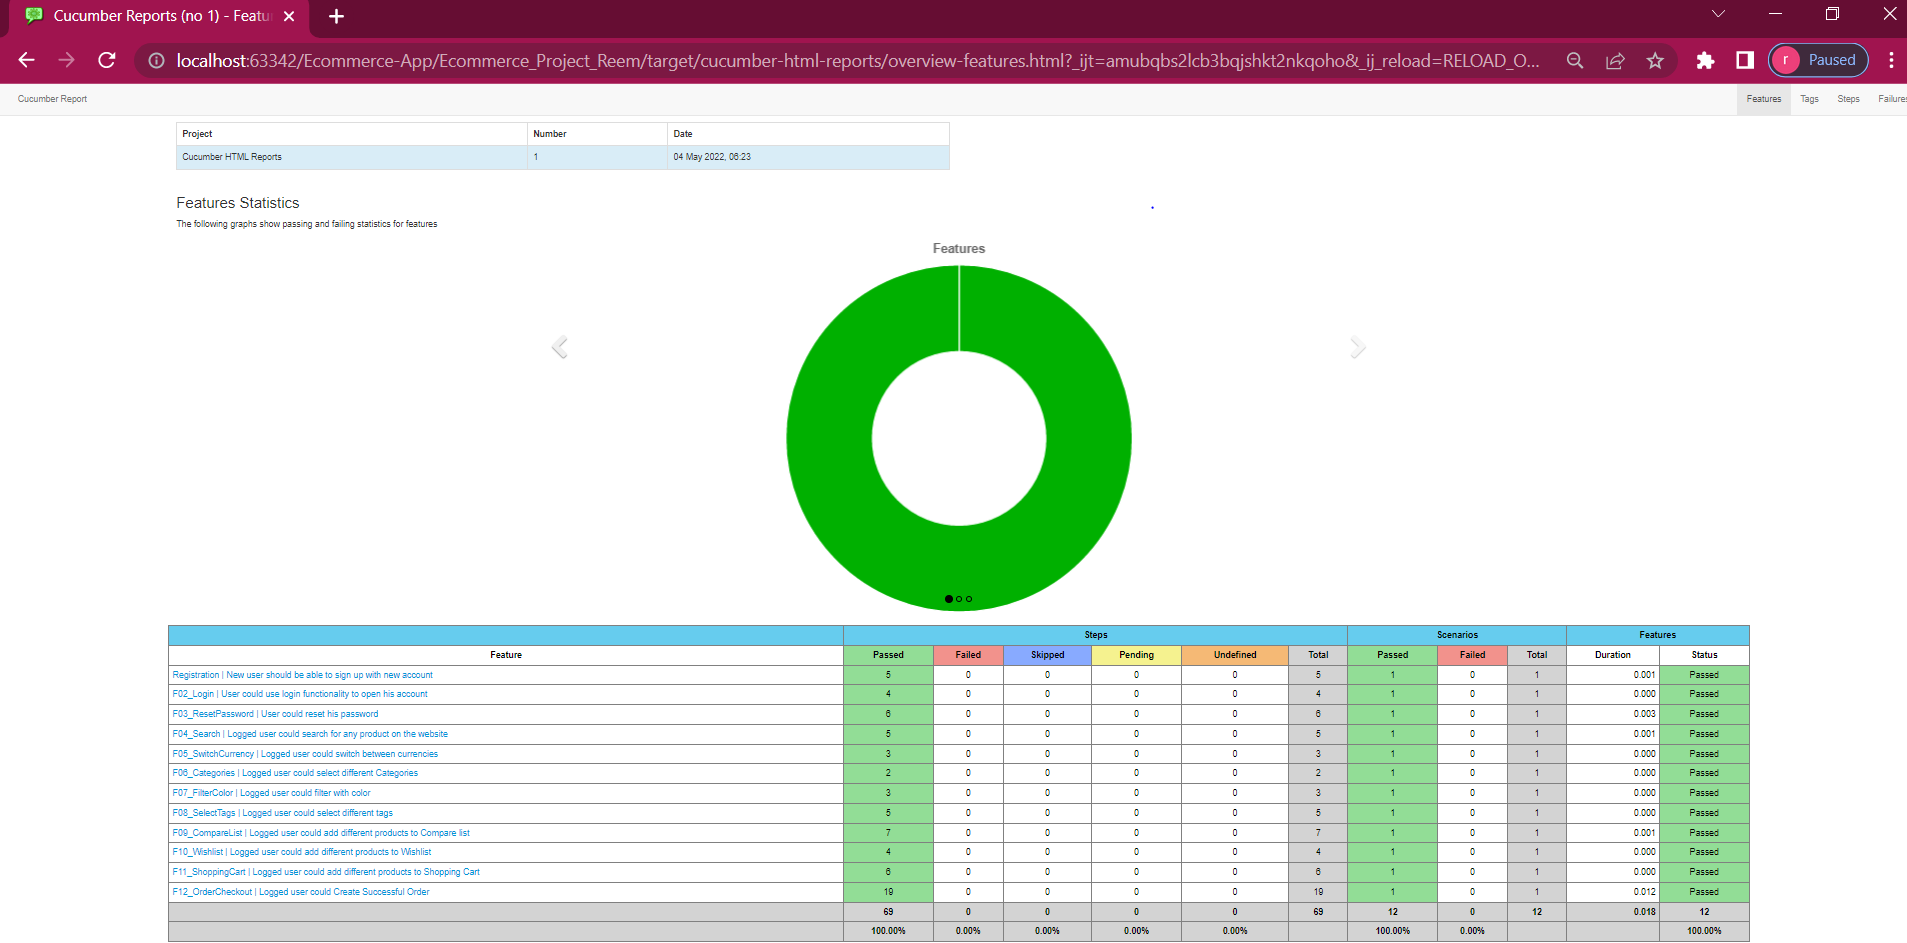 Cucumber Reports (no 1) - Featu
localhost:63342/Ecommerce-App/Ecommerce_Project_Reem/target/cucumber-html-reports/overview-features.html?_ijt=amubqbs2lcb3bqjshkt2nkqoho&_ij_reload=RELOAD_O... r Paused
Cucumber Report Features Tags Steps Failures
Project Number Date
Cucumber HTML Reports 1 04 May 2022, 06:23
Features Statistics
The following graphs show passing and failing statistics for features
Features
Steps Scenarios Features
Feature Passed Failed Skipped Pending Undefined Total Passed Failed Total Duration Status
Registration | New user should be able to sign up with new account 5 0 0 0 0 5 1 0 1 0.001 Passed
F02_Login | User could use login functionality to open his account 4 0 0 0 0 4 1 0 1 0.000 Passed
F03_ResetPassword | User could reset his password 6 0 0 0 0 6 1 0 1 0.003 Passed
F04_Search | Logged user could search for any product on the website 5 0 0 0 0 5 1 0 1 0.001 Passed
F05_SwitchCurrency | Logged user could switch between currencies 3 0 0 0 0 3 1 0 1 0.000 Passed
F06_Categories | Logged user could select different Categories 2 0 0 0 0 2 1 0 1 0.000 Passed
F07_FilterColor | Logged user could filter with color 3 0 0 0 0 3 1 0 1 0.000 Passed
F08_SelectTags | Logged user could select different tags 5 0 0 0 0 5 1 0 1 0.000 Passed
F09_CompareList | Logged user could add different products to Compare list 7 0 0 0 0 7 1 0 1 0.001 Passed
F10_Wishlist | Logged user could add different products to Wishlist 4 0 0 0 0 4 1 0 1 0.000 Passed
F11_ShoppingCart | Logged user could add different products to Shopping Cart 6 0 0 0 0 6 1 0 1 0.000 Passed
F12_OrderCheckout | Logged user could Create Successful Order 19 0 0 0 0 19 1 0 1 0.012 Passed
69 0 0 0 0 69 12 0 12 0.018 12
100.00% 0.00% 0.00% 0.00% 0.00% 100.00% 0.00% 100.00%